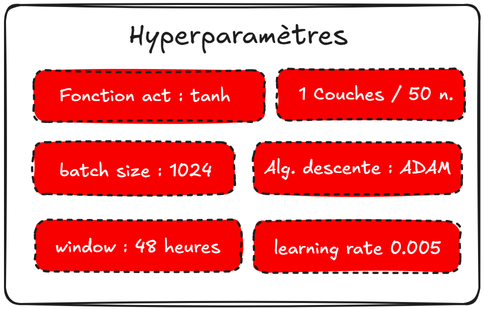 Hyperparamètres
Fonction act : tanh
1 Couches / 50 n.
batch size : 1024
Alg. descente : ADAM
window : 48 heures
learning rate 0.005